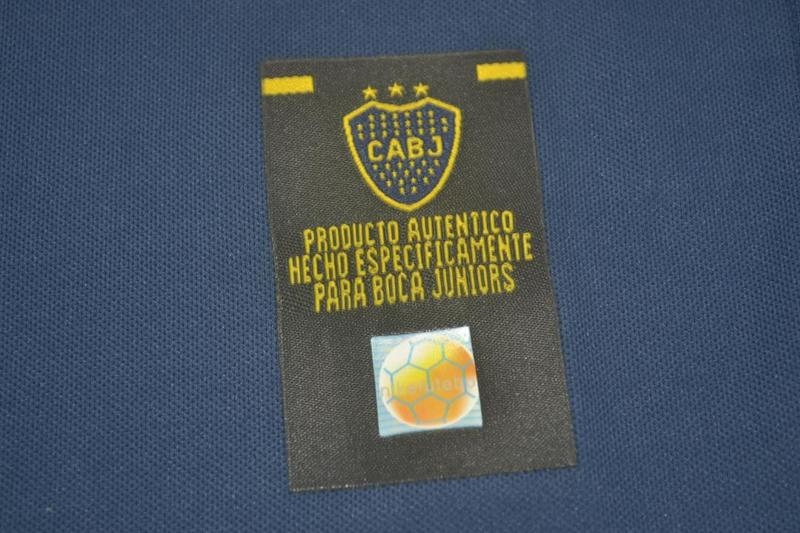 CABJ
PRODUCTO AUTENTICO
HECHO ESPECIFICAMENTE
PARA BOCA JUNIORS